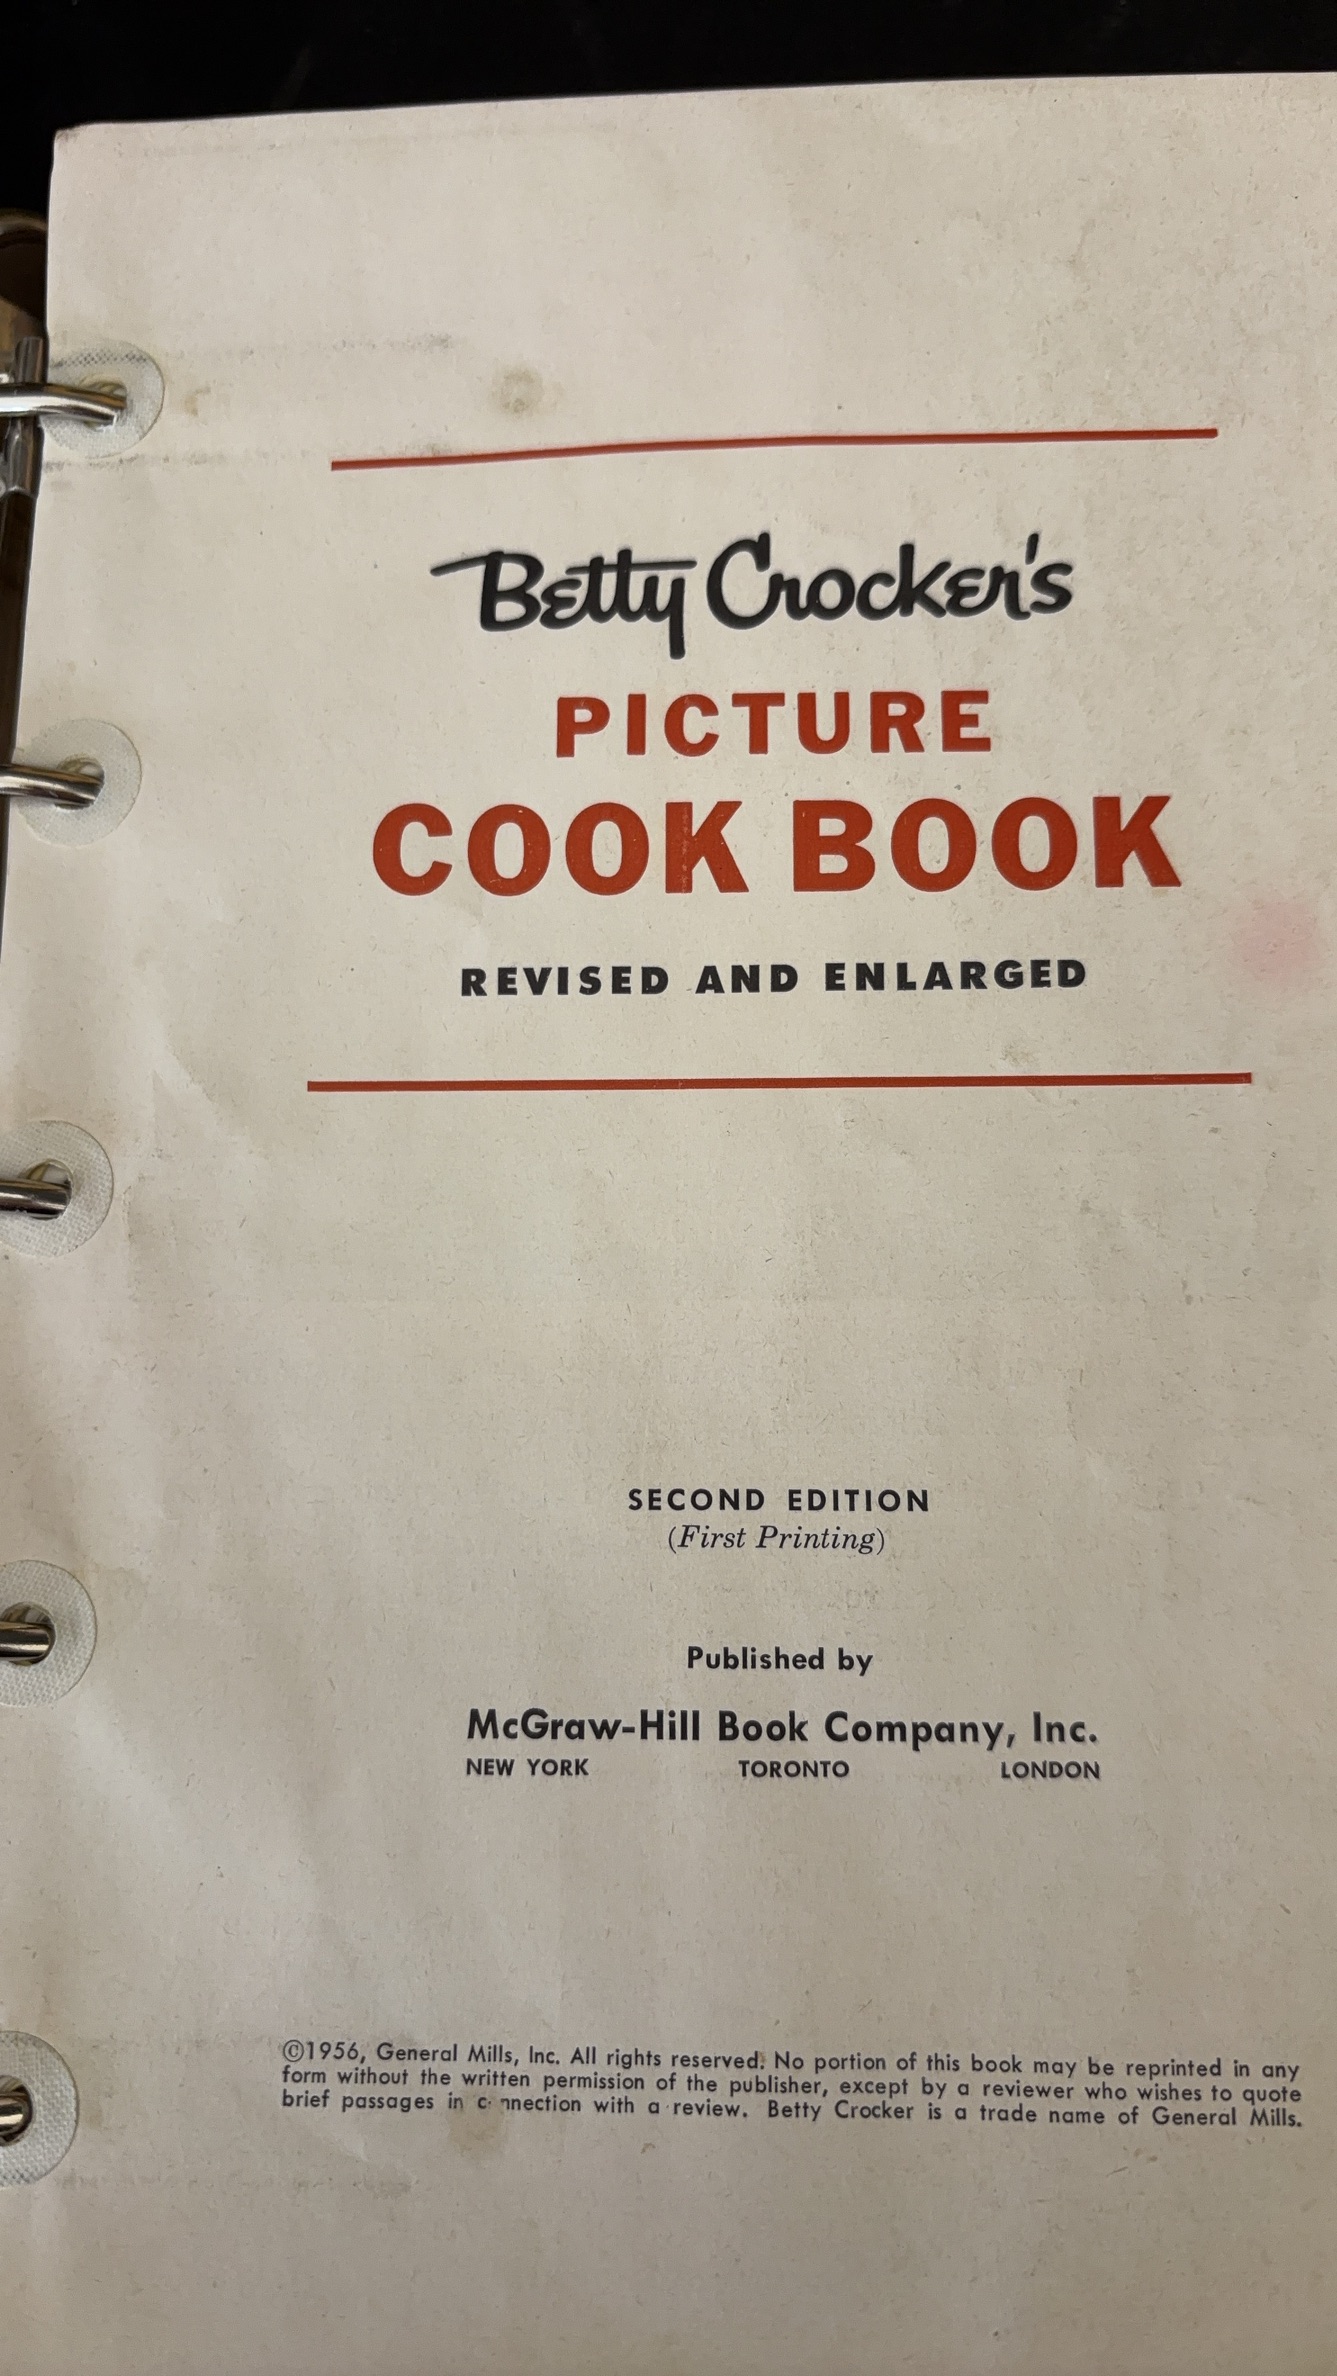 Betty Crocker's
PICTURE
COOK BOOK
REVISED AND ENLARGED
SECOND EDITION
(First Printing)
Published by
McGraw-Hill Book Company, Inc.
NEW YORK TORONTO LONDON
©1956, General Mills, Inc. All rights reserved. No portion of this book may be reprinted in any
form without the written permission of the publisher, except by a reviewer who wishes to quote
brief passages in connection with a review. Betty Crocker is a trade name of General Mills.